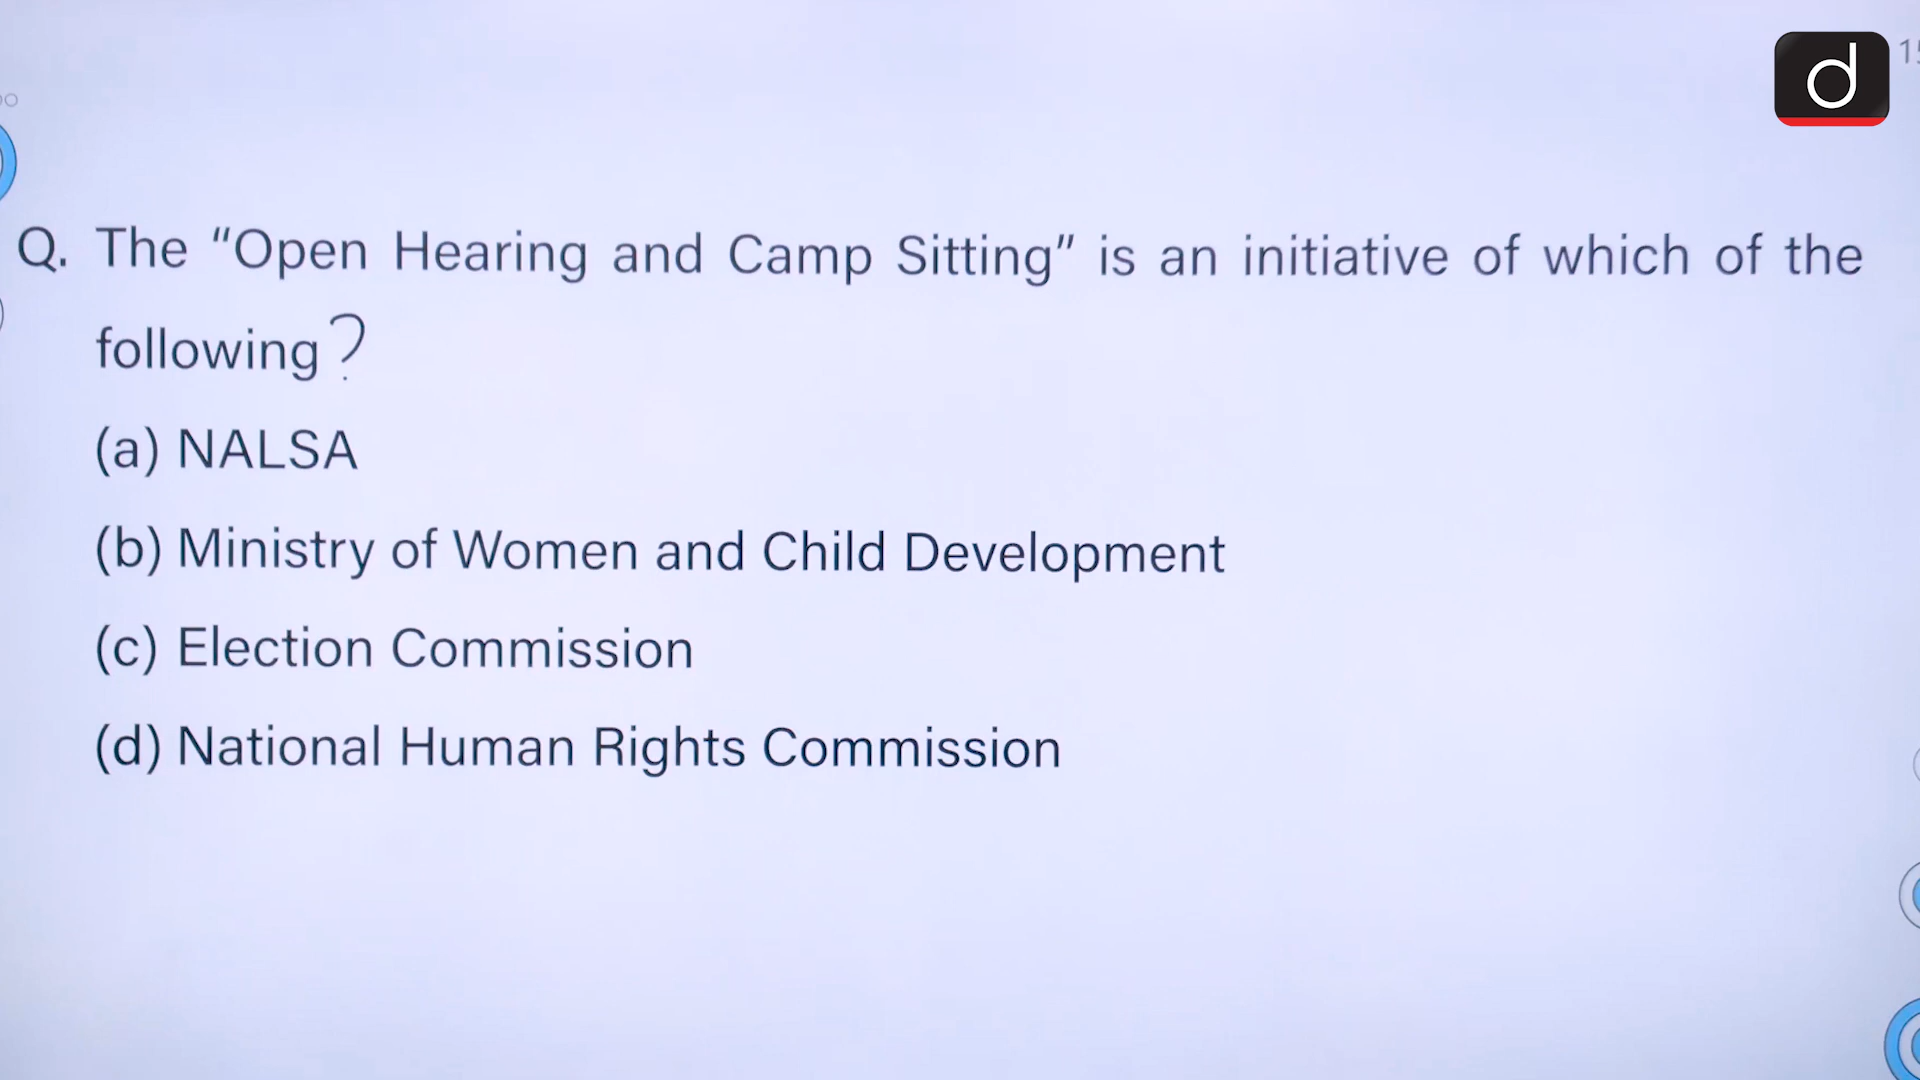 15
Q. The “Open Hearing and Camp Sitting” is an initiative of which of the
following?
(a) NALSA
(b) Ministry of Women and Child Development
(c) Election Commission
(d) National Human Rights Commission